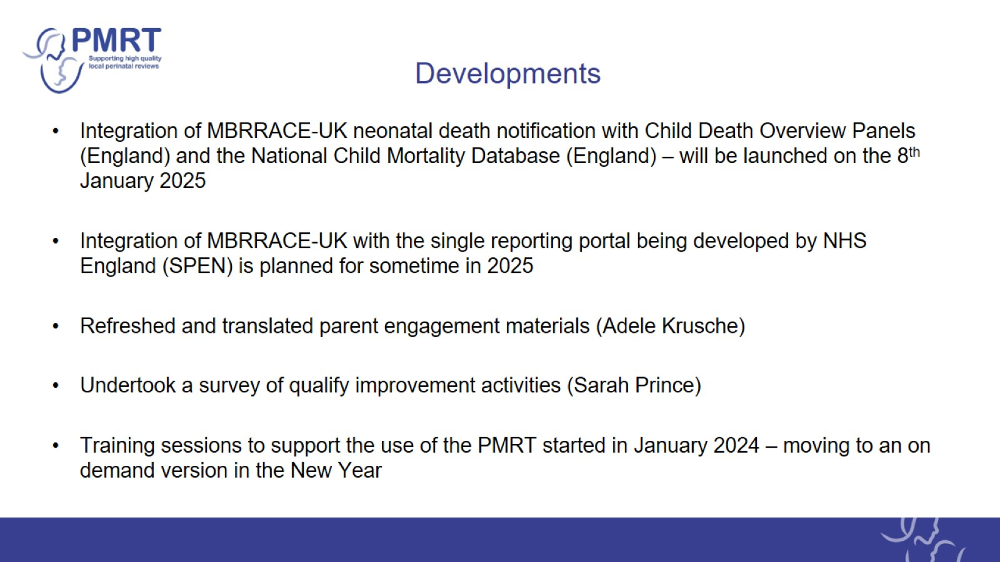 PMRT
Supporting high quality
local perinatal reviews
Developments
• Integration of MBRRACE-UK neonatal death notification with Child Death Overview Panels
(England) and the National Child Mortality Database (England) – will be launched on the 8th
January 2025
• Integration of MBRRACE-UK with the single reporting portal being developed by NHS
England (SPEN) is planned for sometime in 2025
• Refreshed and translated parent engagement materials (Adele Krusche)
• Undertook a survey of qualify improvement activities (Sarah Prince)
• Training sessions to support the use of the PMRT started in January 2024 – moving to an on
demand version in the New Year